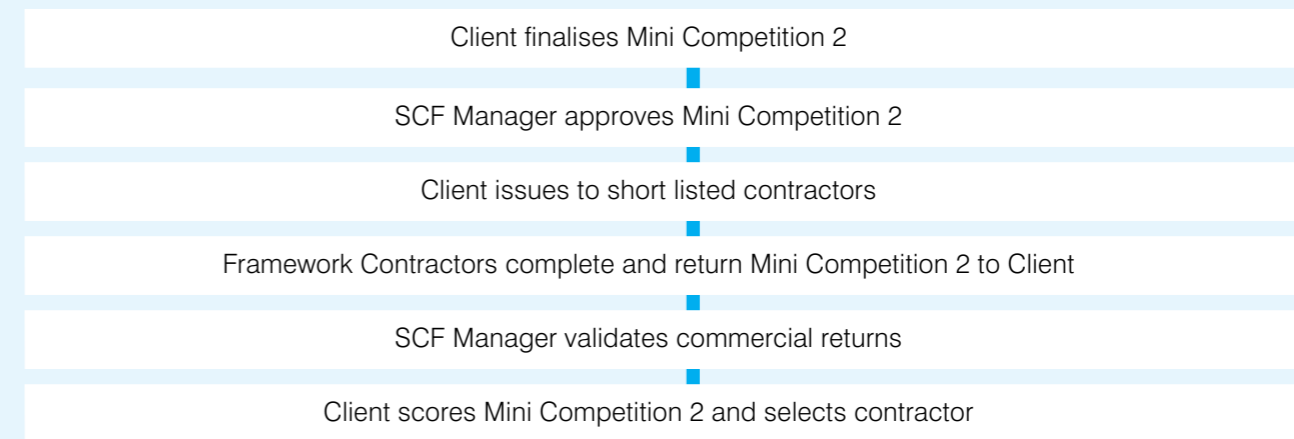 Client finalises Mini Competition 2
SCF Manager approves Mini Competition 2
Client issues to short listed contractors
Framework Contractors complete and return Mini Competition 2 to Client
SCF Manager validates commercial returns
Client scores Mini Competition 2 and selects contractor